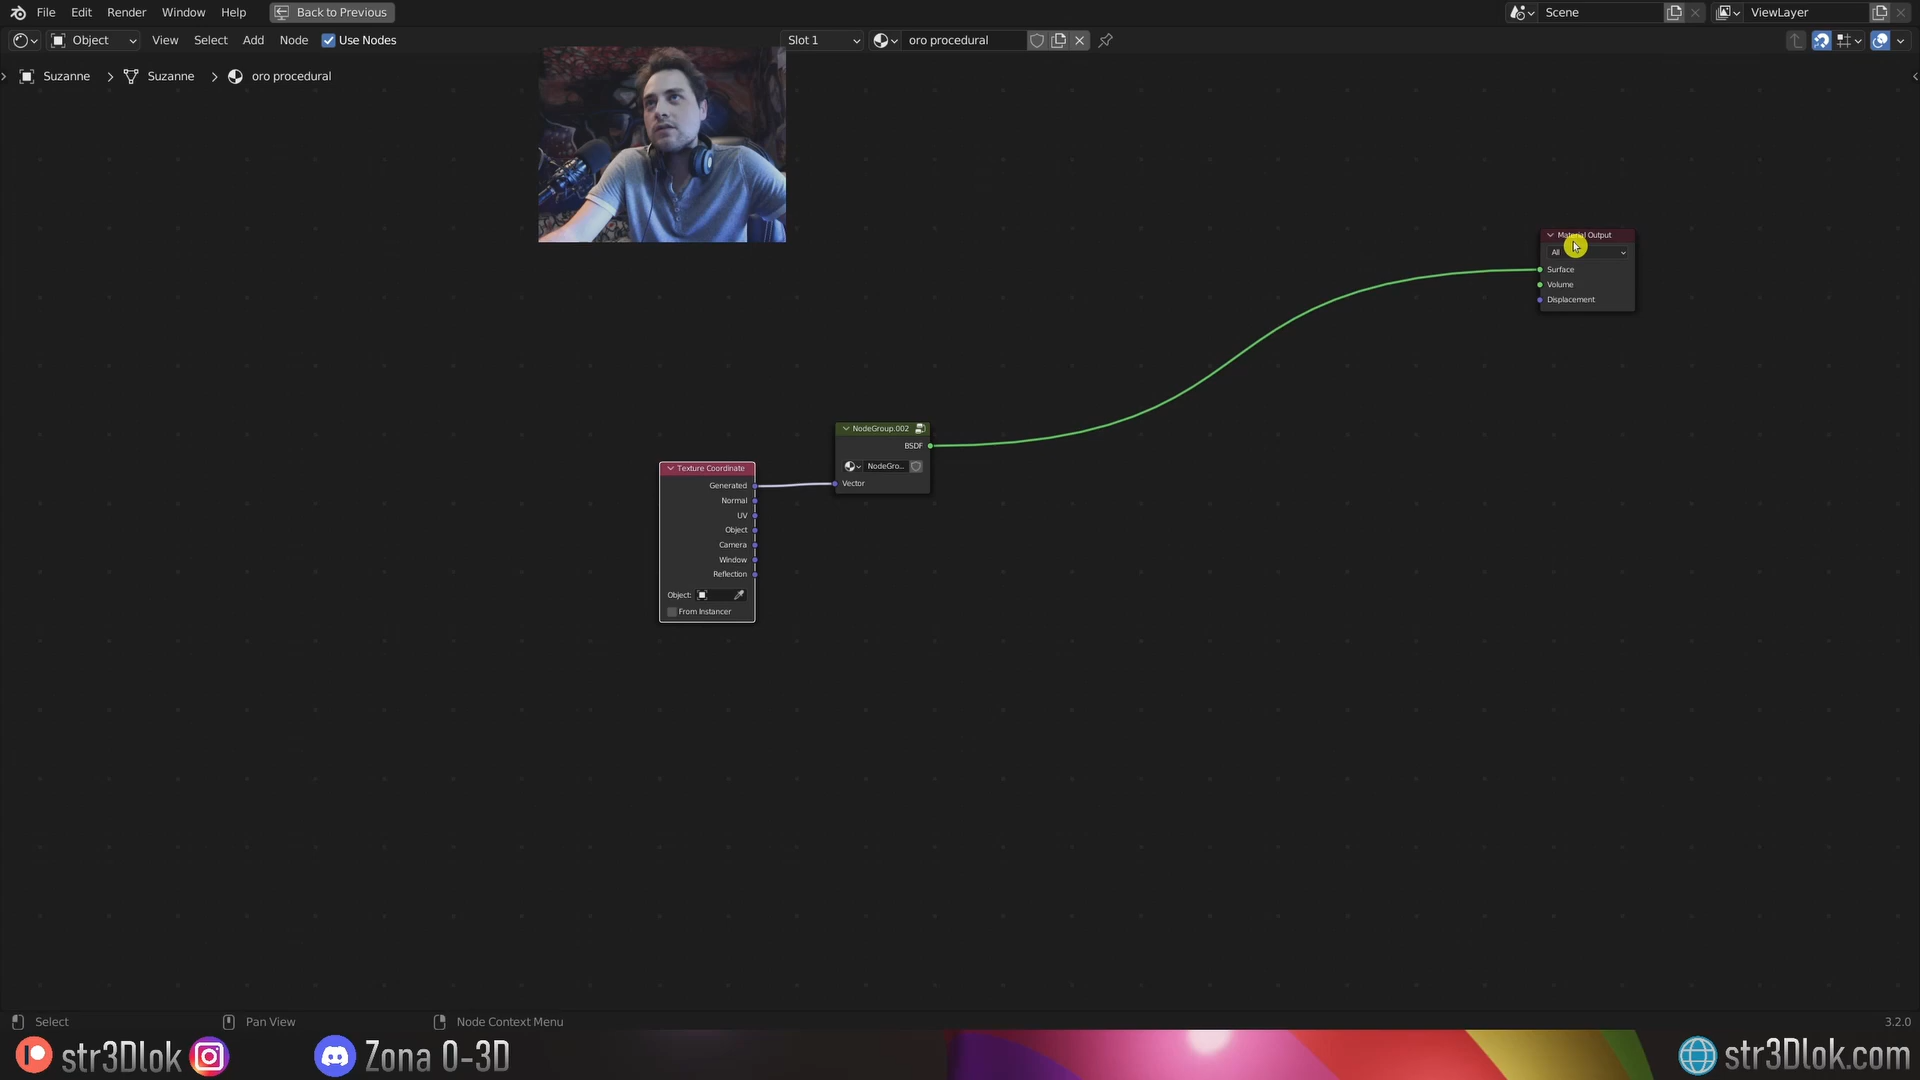 File Edit Render Window Help Back to Previous Scene ViewLayer
Object View Select Add Node Use Nodes Slot 1 oro procedural
Suzanne > Suzanne > oro procedural
Material Output
All
Surface
Volume
Displacement
NodeGroup.002
BSDF
NodeGro...
Vector
Texture Coordinate
Generated
Normal
UV
Object
Camera
Window
Reflection
Object:
From Instancer
Select Pan View Node Context Menu 3.2.0
str3Dlok Zona 0-3D str3Dlok.com